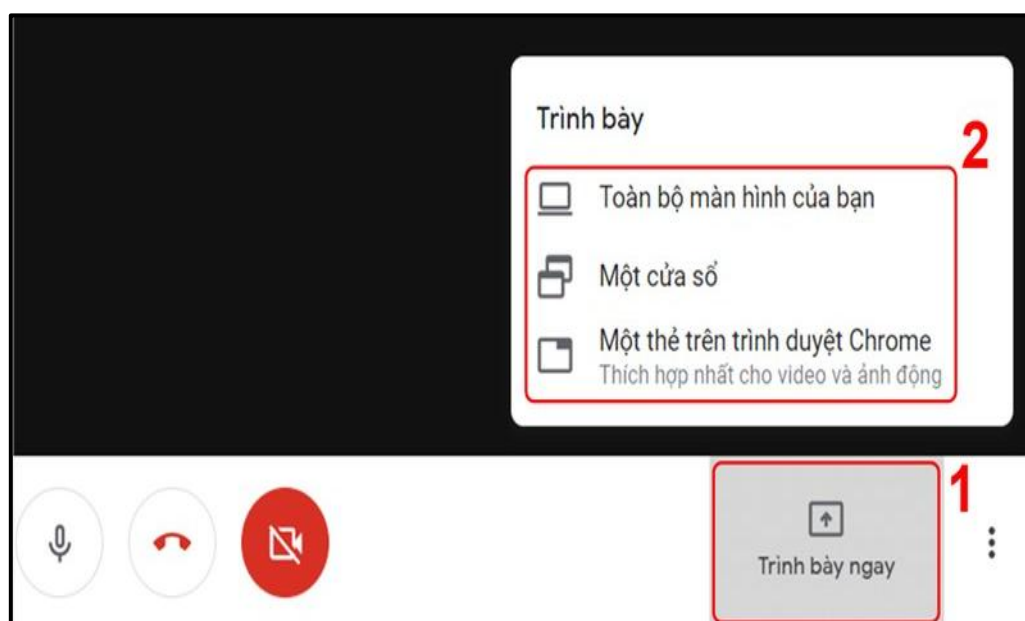 Trình bày
2
Toàn bộ màn hình của bạn
Một cửa sổ
Một thẻ trên trình duyệt Chrome
Thích hợp nhất cho video và ảnh động
1
Trình bày ngay